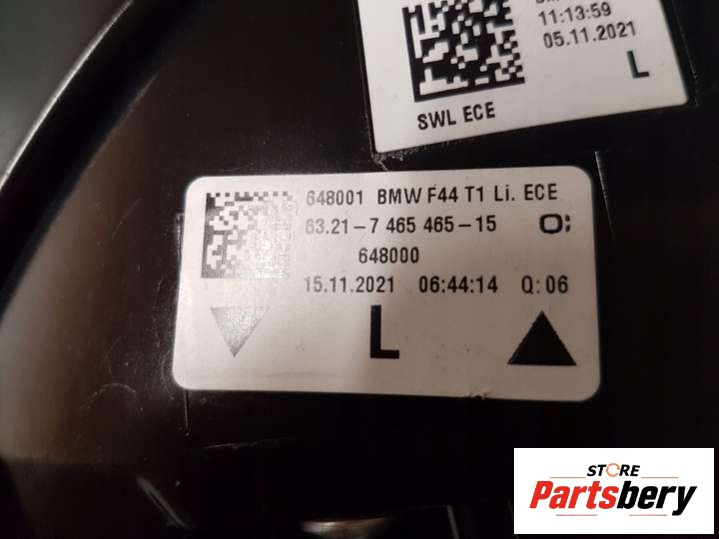 11:13:59
05.11.2021
L
SWL ECE
648001 BMW F44 T1 Li. ECE
63.21-7 465 465-15
648000
15.11.2021 06:44:14 Q:06
L
STORE
Partsbery